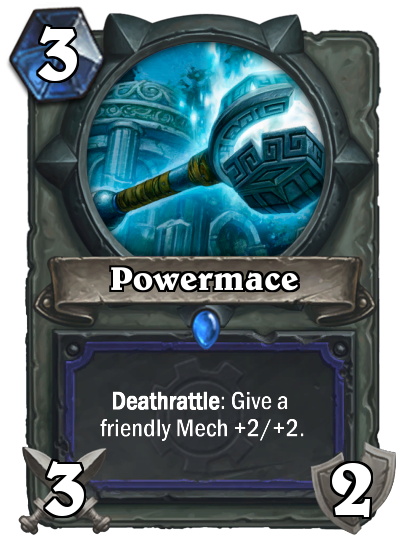 3
Powermace
Deathrattle: Give a
friendly Mech +2/+2.
3
2